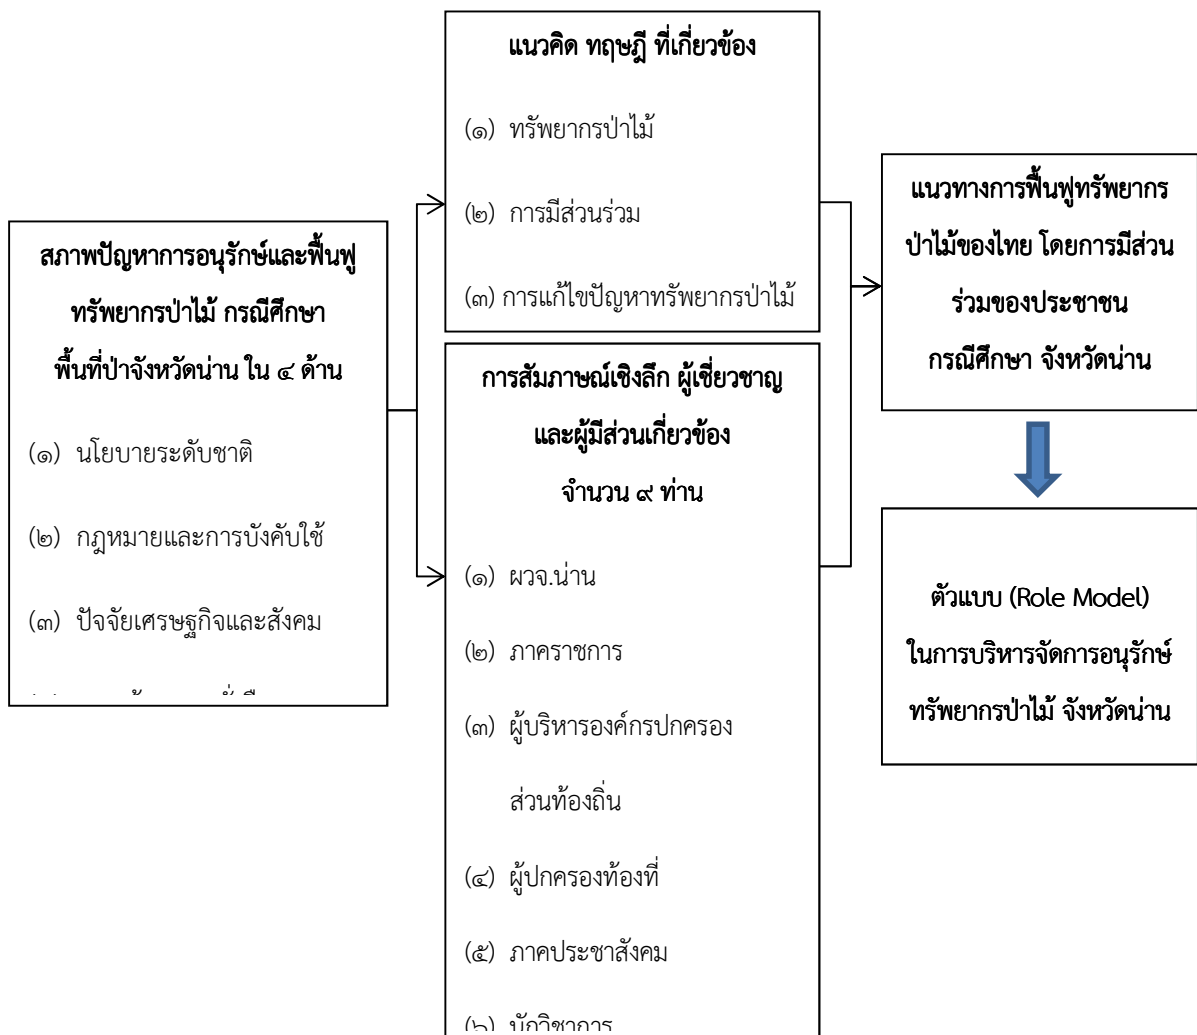 สภาพปัญหาการอนุรักษ์และฟื้นฟู
ทรัพยากรป่าไม้ กรณีศึกษา
พื้นที่ป่าจังหวัดน่าน ใน ๔ ด้าน
(๑) นโยบายระดับชาติ
(๒) กฎหมายและการบังคับใช้
(๓) ปัจจัยเศรษฐกิจและสังคม
แนวคิด ทฤษฎี ที่เกี่ยวข้อง
(๑) ทรัพยากรป่าไม้
(๒) การมีส่วนร่วม
(๓) การแก้ไขปัญหาทรัพยากรป่าไม้
การสัมภาษณ์เชิงลึก ผู้เชี่ยวชาญ
และผู้มีส่วนเกี่ยวข้อง
จำนวน ๙ ท่าน
(๑) ผวจ.น่าน
(๒) ภาคราชการ
(๓) ผู้บริหารองค์กรปกครอง
ส่วนท้องถิ่น
(๔) ผู้ปกครองท้องที่
(๕) ภาคประชาสังคม
(๖) นักวิชาการ
แนวทางการฟื้นฟูทรัพยากร
ป่าไม้ของไทย โดยการมีส่วน
ร่วมของประชาชน
กรณีศึกษา จังหวัดน่าน
ตัวแบบ (Role Model)
ในการบริหารจัดการอนุรักษ์
ทรัพยากรป่าไม้ จังหวัดน่าน